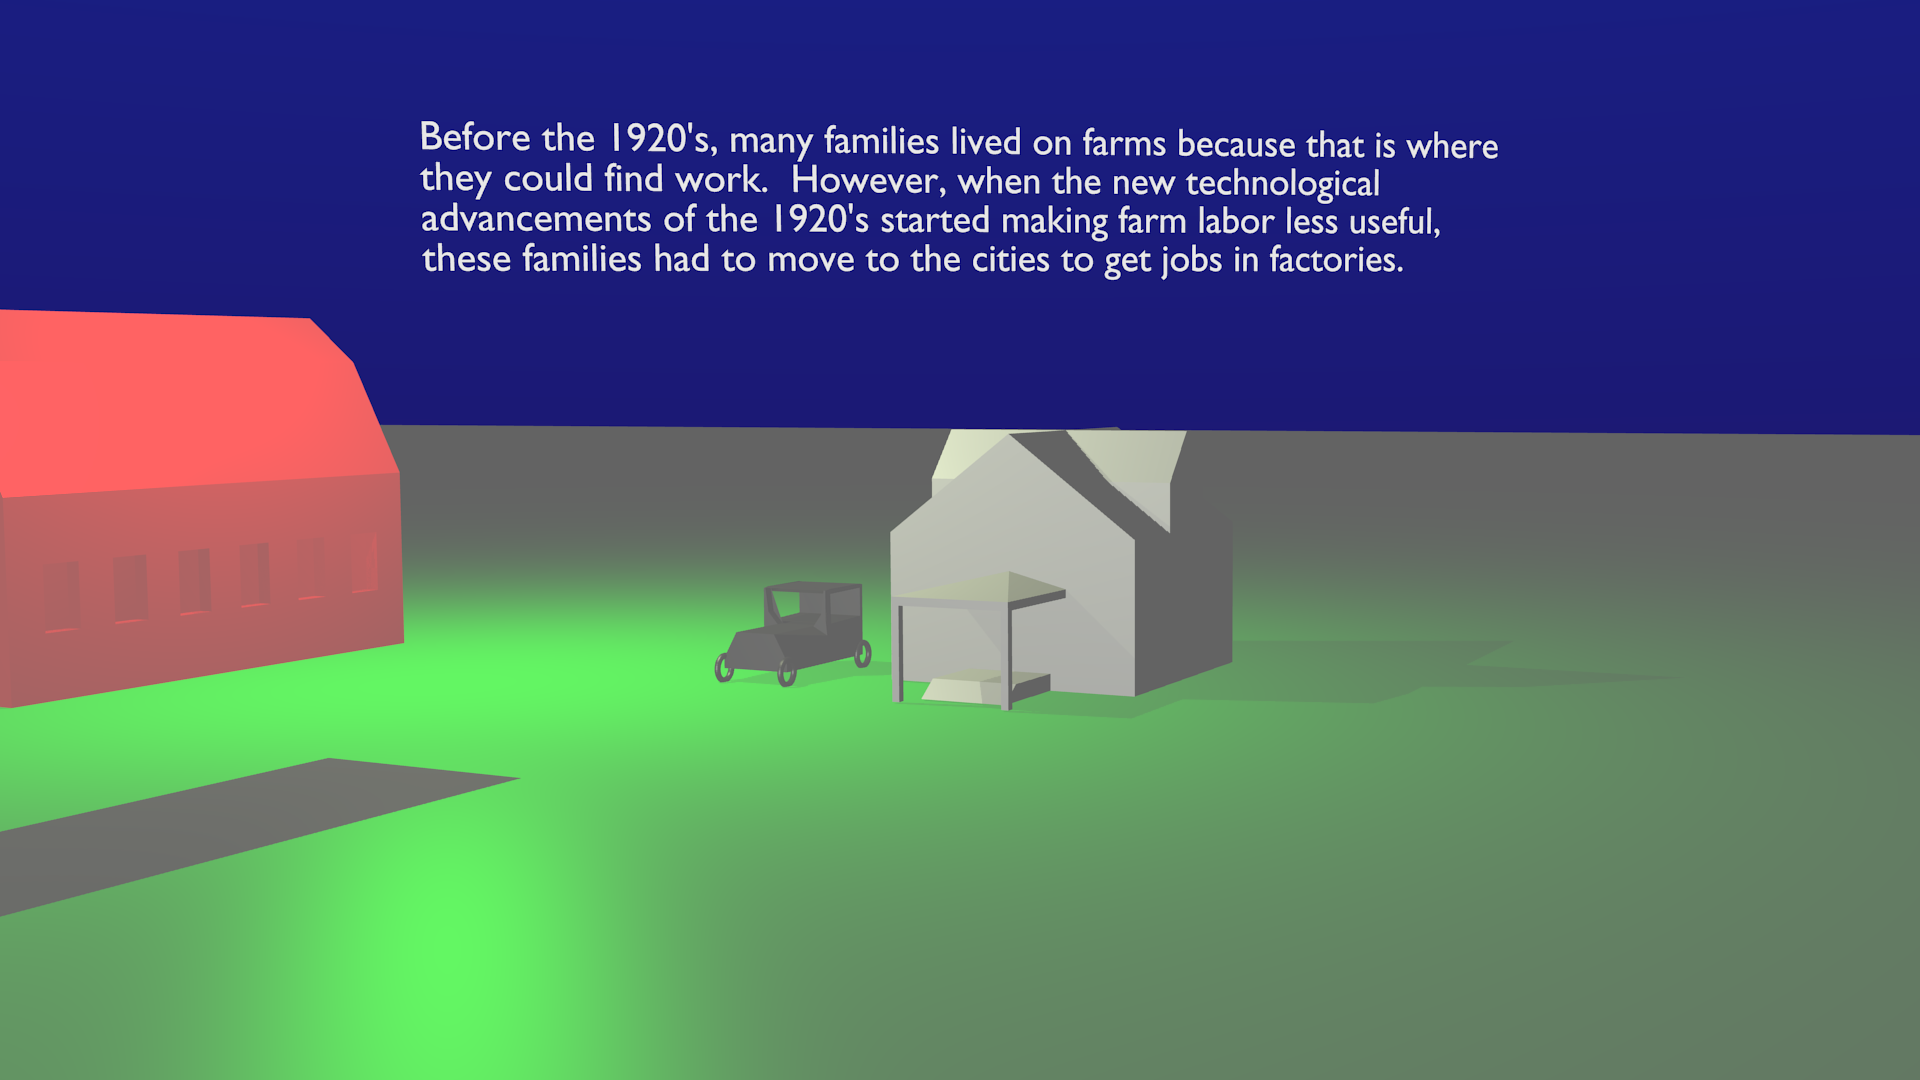 Before the 1920's, many families lived on farms because that is where
they could find work.  However, when the new technological
advancements of the 1920's started making farm labor less useful,
these families had to move to the cities to get jobs in factories.